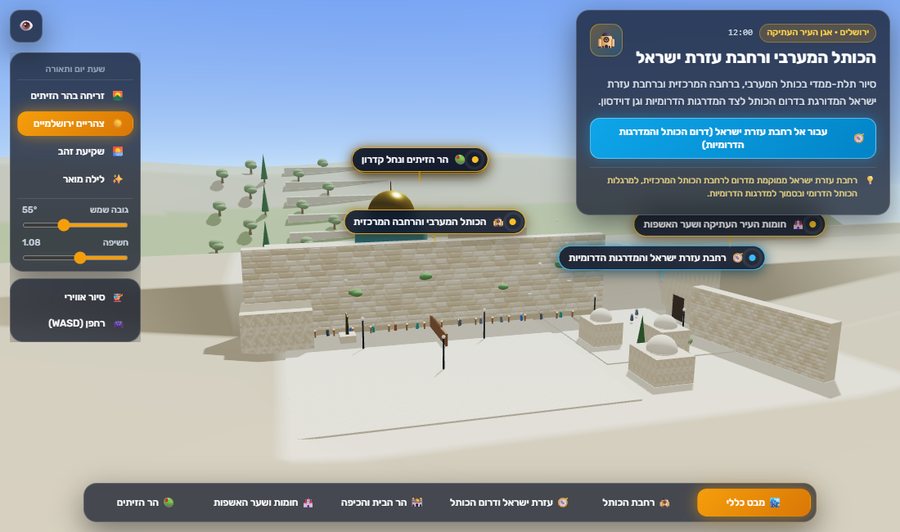 ירושלים • אגן העיר העתיקה
12:00
הכותל המערבי ורחבת עזרת ישראל
סיור תלת-ממדי בכותל המערבי, ברחבה המרכזית וברחבת עזרת
ישראל המדורגת בדרום הכותל לצד המדרגות הדרומיות וגן דוידסון.
עבור אל רחבת עזרת ישראל (דרום הכותל והמדרגות
הדרומיות)
רחבת עזרת ישראל ממוקמת מדרום לרחבת הכותל המרכזית, למרגלות
הכותל הדרומי ובסמוך למדרגות הדרומיות.
שעת יום ותאורה
זריחה בהר הזיתים
צהריים ירושלמיים
שקיעת זהב
לילה מואר
גובה שמש
55°
חשיפה
1.08
סיור אווירי
רחפן (WASD)
הר הזיתים ונחל קדרון
הכותל המערבי והרחבה המרכזית
חומות העיר העתיקה ושער האשפות
רחבת עזרת ישראל והמדרגות הדרומיות
מבט כללי
רחבת הכותל
עזרת ישראל ודרום הכותל
הר הבית והכיפה
חומות ושער האשפות
הר הזיתים